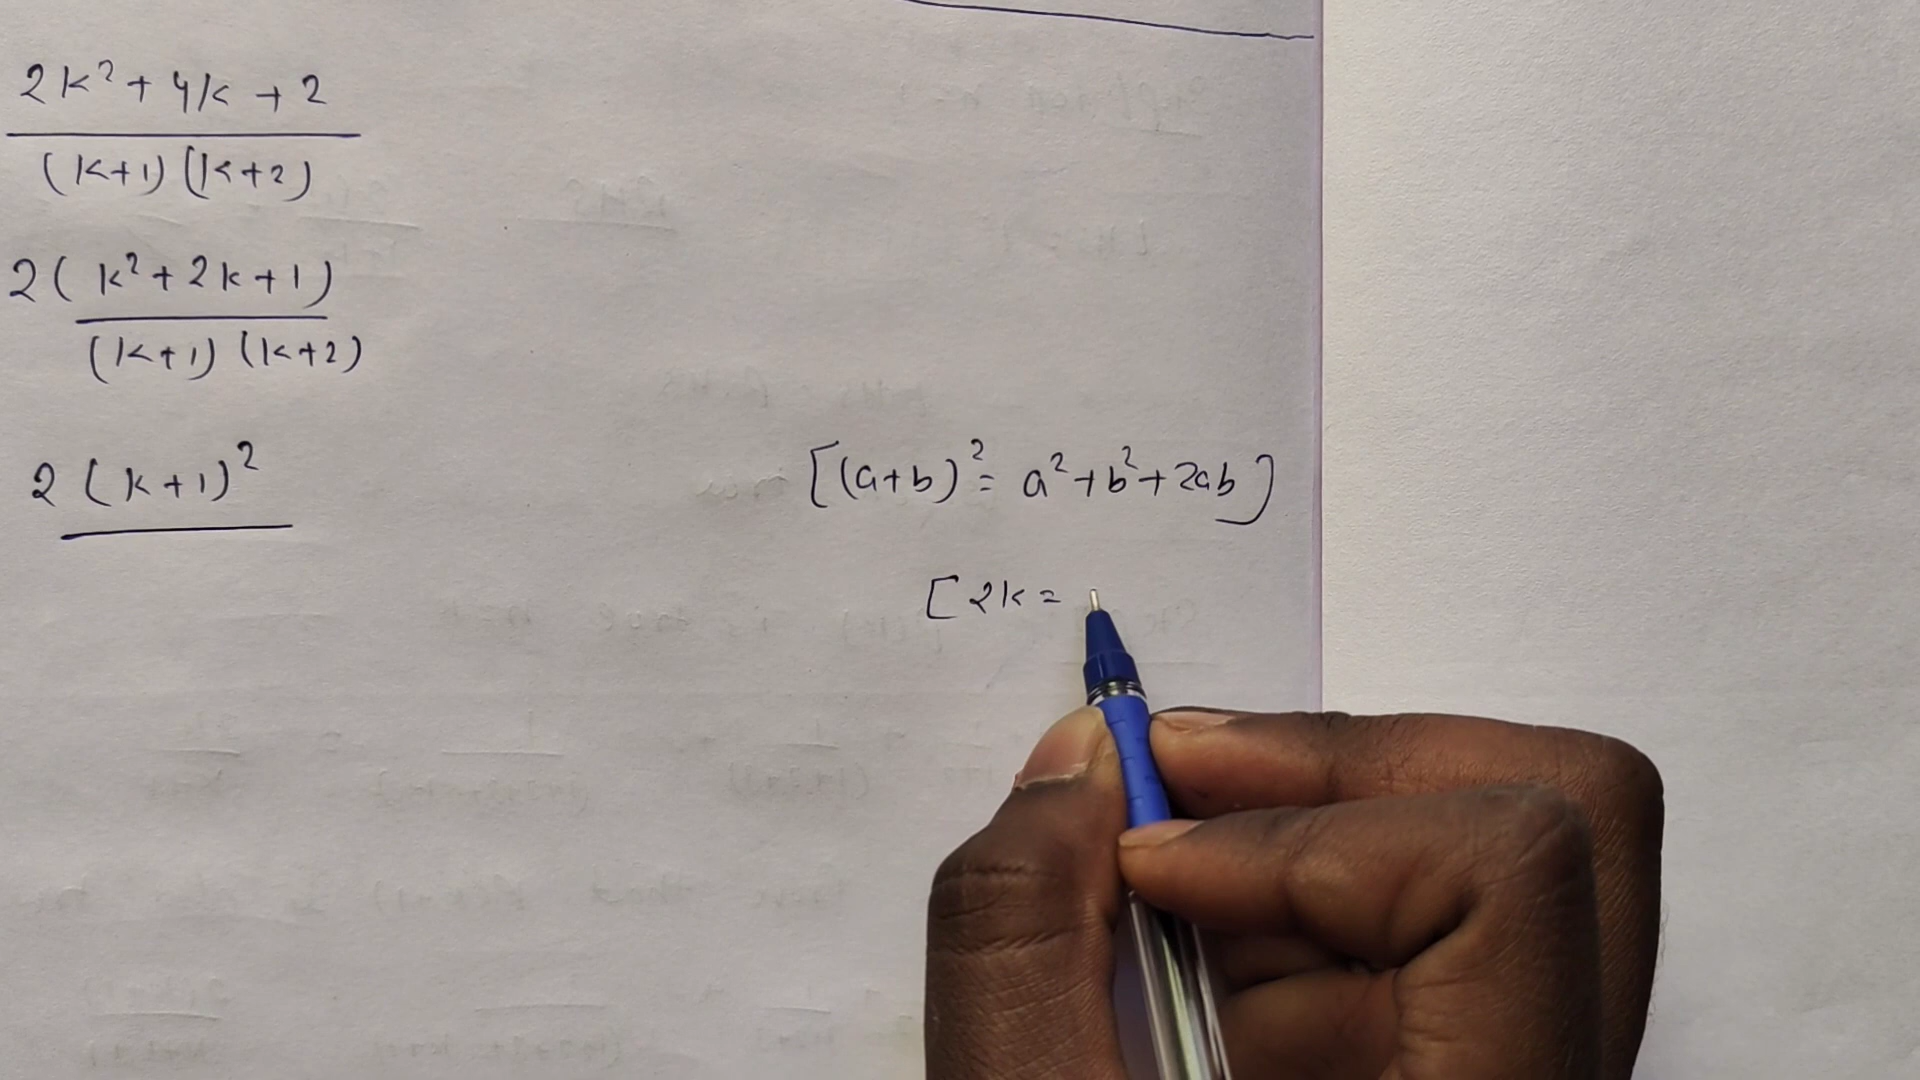 2k² + 4k + 2
(k+1) (k+2)
2 ( k² + 2k + 1 )
(k+1) (k+2)
2 (k+1)²
[(a+b)² = a² + b² + 2ab]
[ 2k =